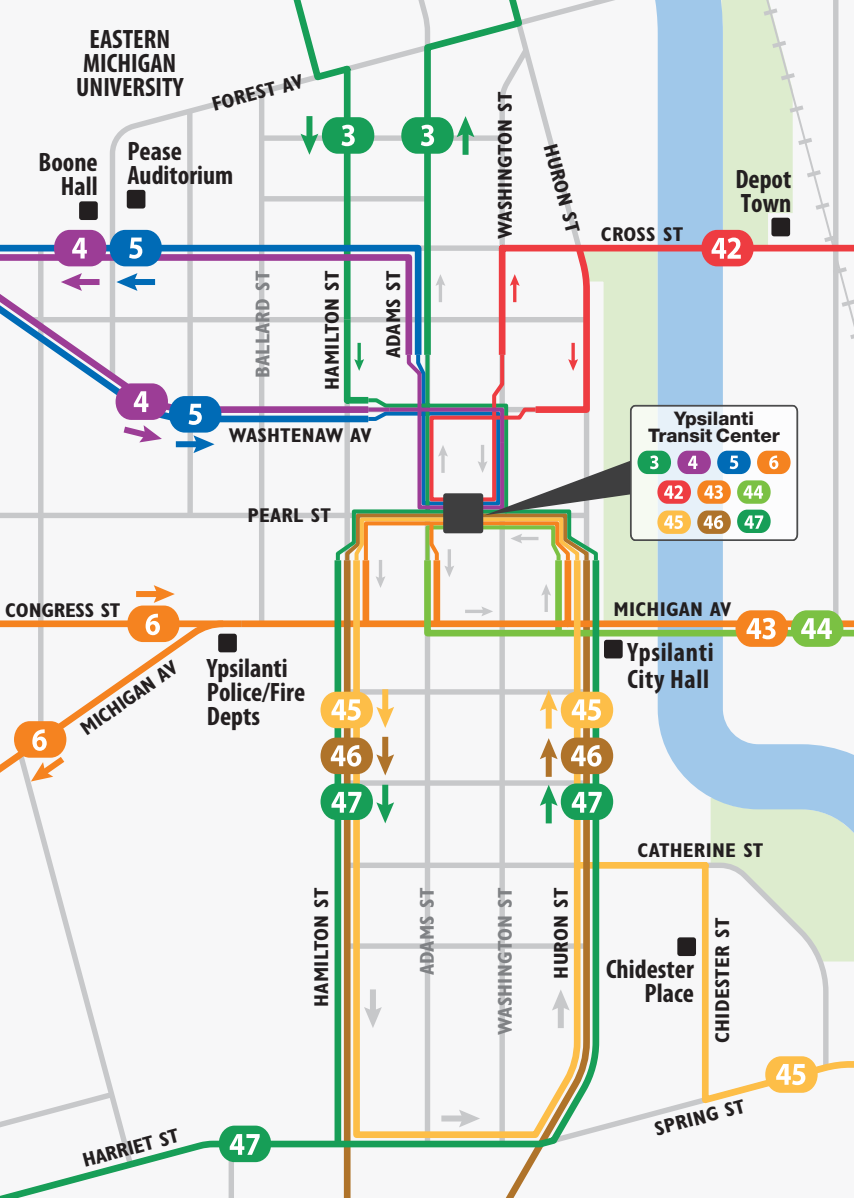 EASTERN
MICHIGAN
UNIVERSITY
FOREST AV
WASHINGTON ST
HURON ST
3
3
Boone
Hall
Pease
Auditorium
Depot
Town
4
5
CROSS ST
42
BALLARD ST
HAMILTON ST
ADAMS ST
4
5
WASHTENAW AV
Ypsilanti
Transit Center
3 4 5 6
42 43 44
45 46 47
PEARL ST
CONGRESS ST
6
MICHIGAN AV
43
44
Ypsilanti
Police/Fire
Depts
Ypsilanti
City Hall
MICHIGAN AV
6
45
45
46
46
47
47
CATHERINE ST
HAMILTON ST
ADAMS ST
WASHINGTON ST
HURON ST
Chidester
Place
CHIDESTER ST
45
SPRING ST
HARRIET ST
47